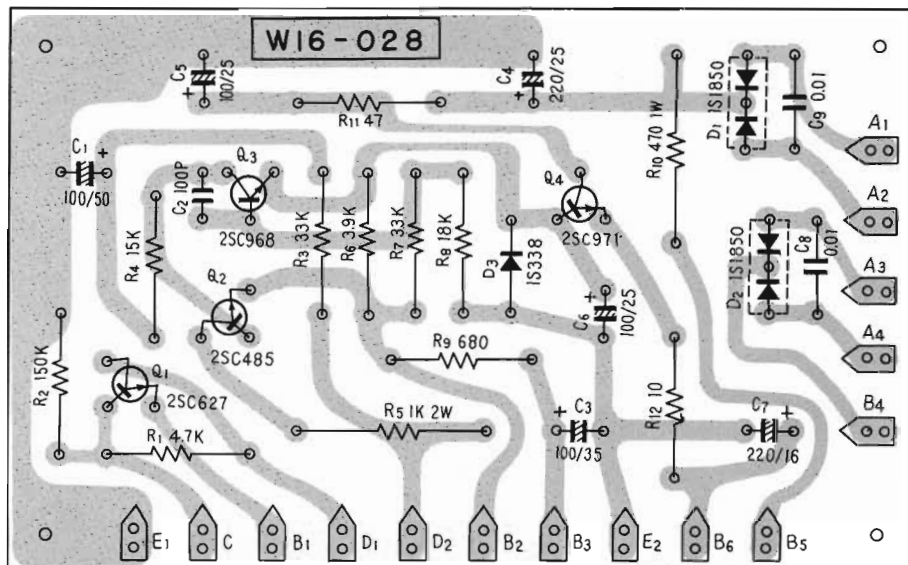 W16-028
C5 100/25
C4 220/25
R11 47
R10 470 1W
D1 1S1850
C9 0.01
A1
C1 100/50
C2 100P
Q3
2SC968
Q4
2SC971
A2
R4 15K
R3 33K
R6 3.9K
R7 3.3K
R8 18K
D3 1S338
D2 1S1850
C8 0.01
A3
Q2
2SC485
C6 100/25
A4
R2 150K
R9 680
Q1
2SC627
R5 1K 2W
C3
100/35
R12 10
C7
220/16
B4
R1 4.7K
E1 C B1 D1 D2 B2 B3 E2 B6 B5